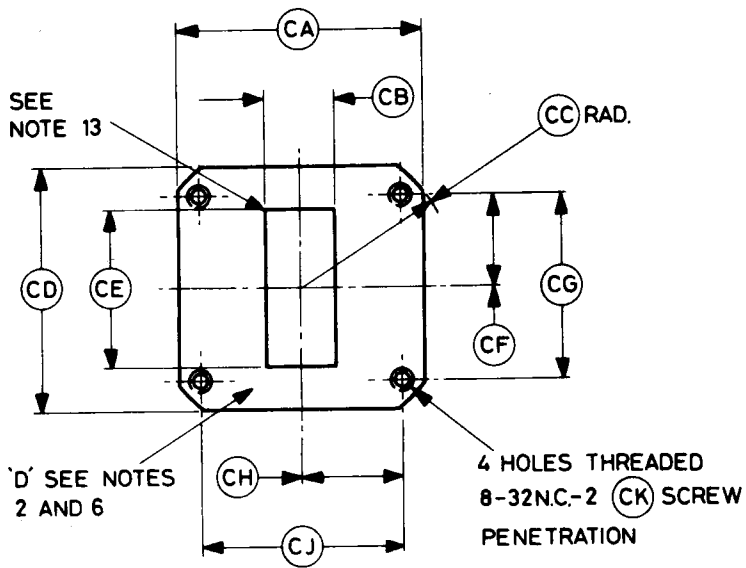 CA
SEE
NOTE 13
CB
CC RAD.
CD
CE
CG
CF
'D' SEE NOTES
2 AND 6
CH
CJ
4 HOLES THREADED
8-32N.C.-2 CK SCREW
PENETRATION